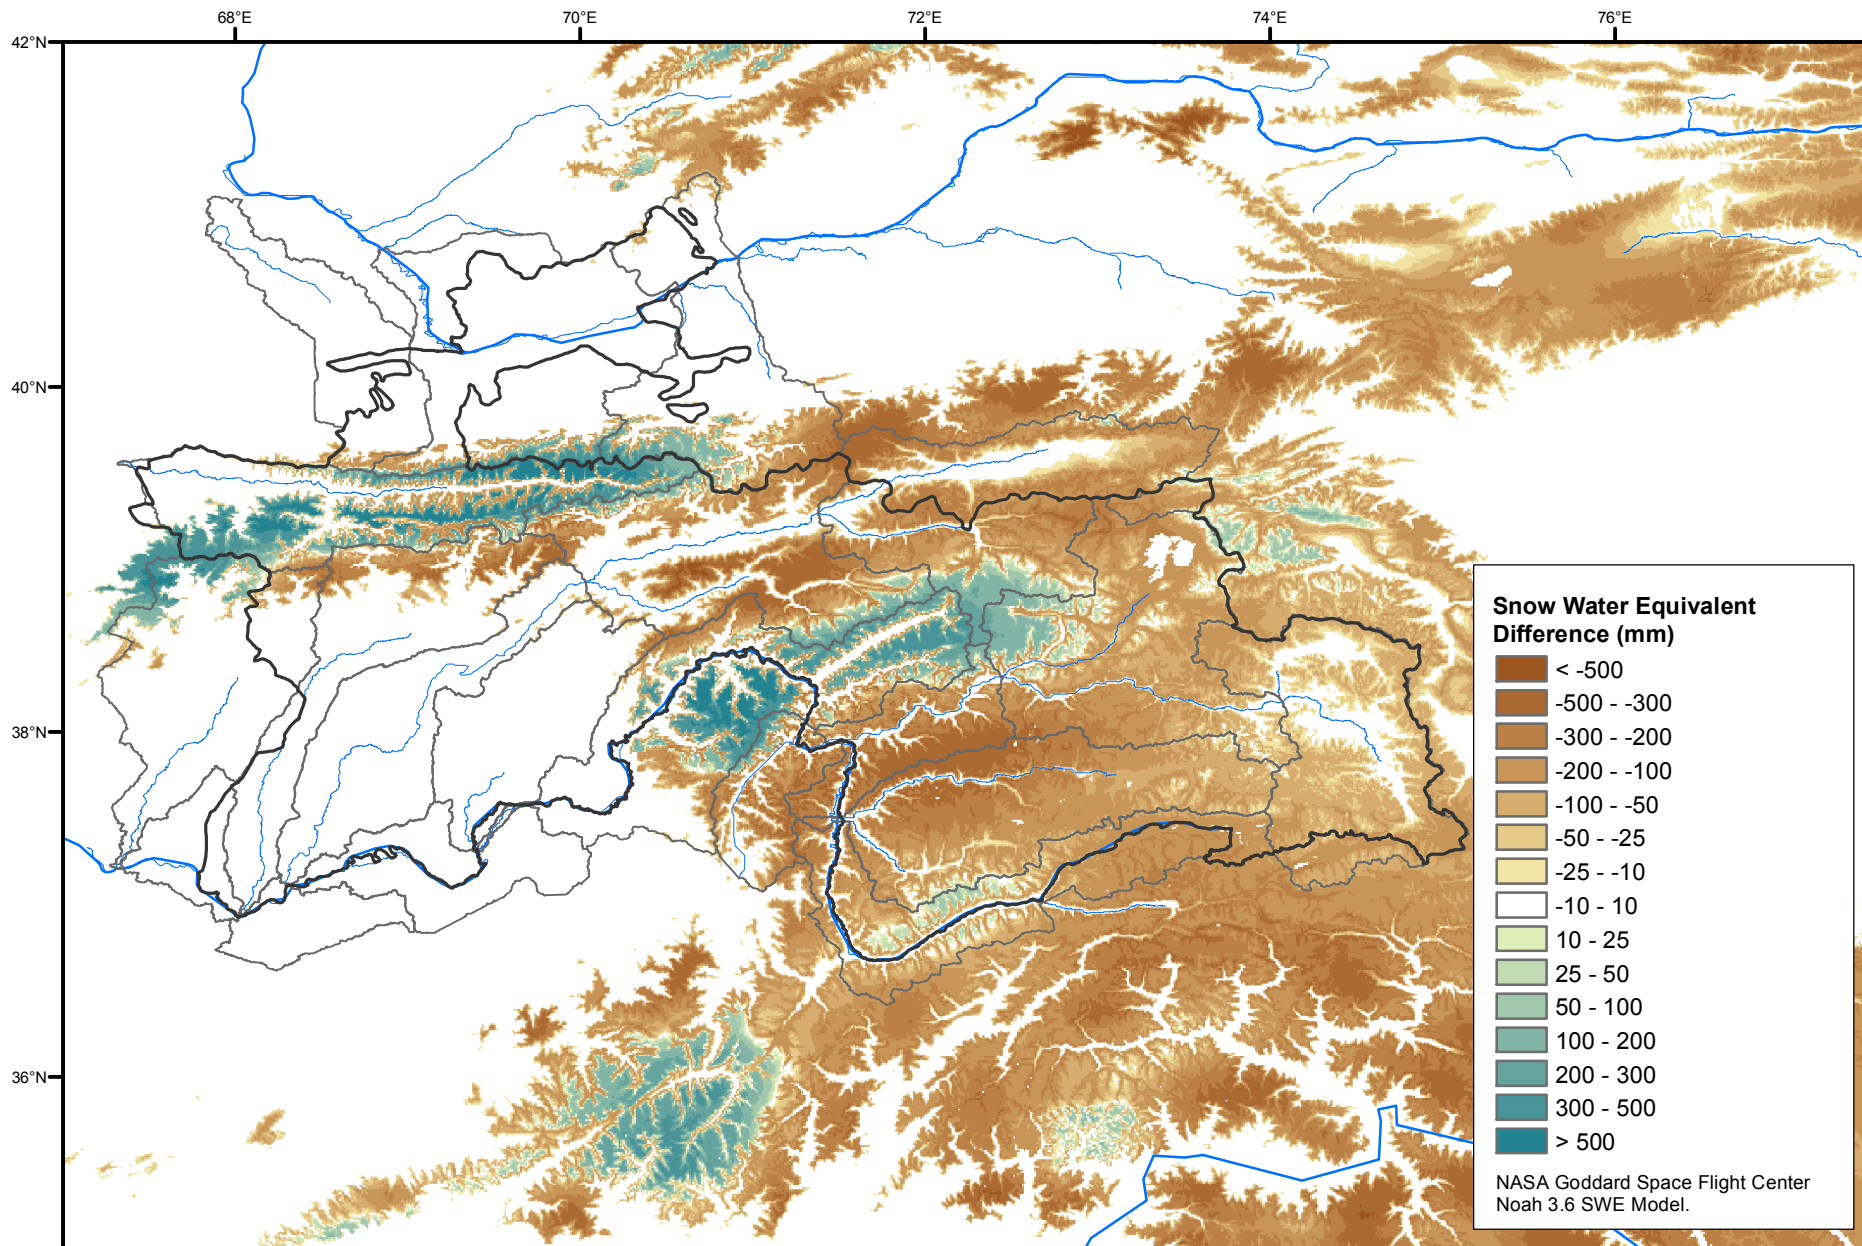 68°E 70°E 72°E 74°E 76°E
42°N
40°N
38°N
36°N
Snow Water Equivalent
Difference (mm)
< -500
-500 - -300
-300 - -200
-200 - -100
-100 - -50
-50 - -25
-25 - -10
-10 - 10
10 - 25
25 - 50
50 - 100
100 - 200
200 - 300
300 - 500
> 500
NASA Goddard Space Flight Center
Noah 3.6 SWE Model.